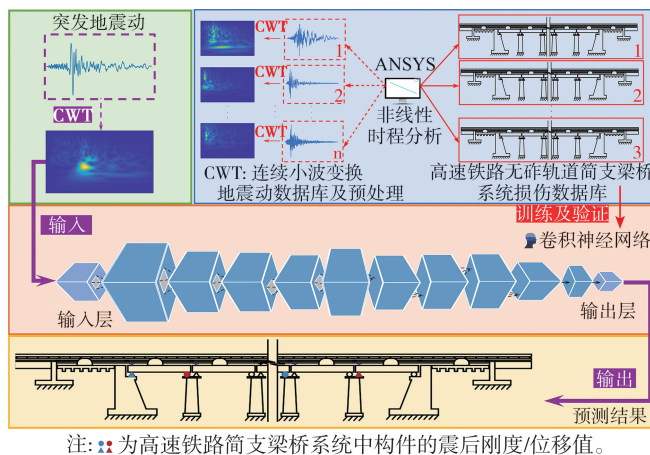 突发地震动
CWT
输入
CWT
1
CWT
2
CWT
n
ANSYS
非线性
时程分析
1
2
3
CWT: 连续小波变换
地震动数据库及预处理
高速铁路无砟轨道简支梁桥
系统损伤数据库
训练及验证
卷积神经网络
输入层
输出层
输出
预测结果
注: 为高速铁路简支梁桥系统中构件的震后刚度/位移值。